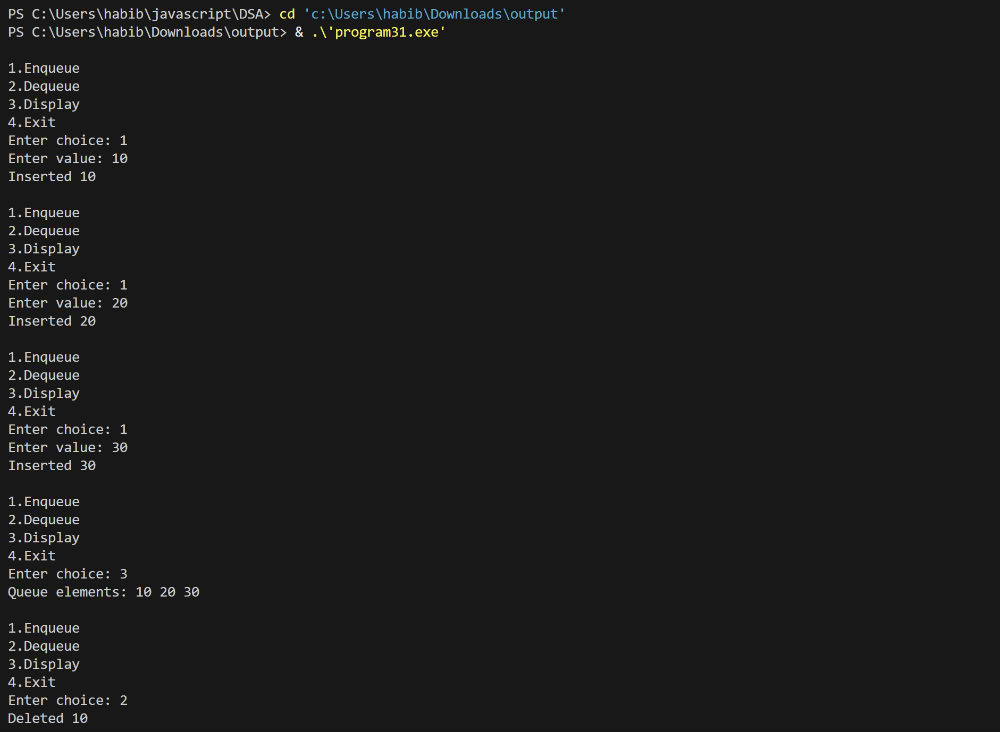 PS C:\Users\habib\javascript\DSA> cd 'c:\Users\habib\Downloads\output'
PS C:\Users\habib\Downloads\output> & .\'program31.exe'

1.Enqueue
2.Dequeue
3.Display
4.Exit
Enter choice: 1
Enter value: 10
Inserted 10

1.Enqueue
2.Dequeue
3.Display
4.Exit
Enter choice: 1
Enter value: 20
Inserted 20

1.Enqueue
2.Dequeue
3.Display
4.Exit
Enter choice: 1
Enter value: 30
Inserted 30

1.Enqueue
2.Dequeue
3.Display
4.Exit
Enter choice: 3
Queue elements: 10 20 30

1.Enqueue
2.Dequeue
3.Display
4.Exit
Enter choice: 2
Deleted 10